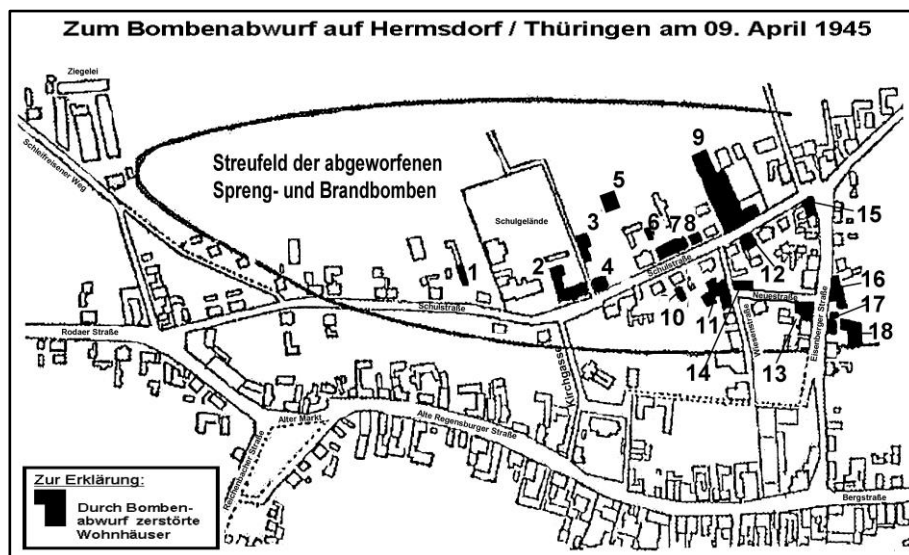 Zum Bombenabwurf auf Hermsdorf / Thüringen am 09. April 1945
Ziegelei
Schleifreisener Weg
Streufeld der abgeworfenen
Spreng- und Brandbomben
Schulgelände
9
5
3
6
7
8
15
2
4
1
Schulstraße
12
16
Schulstraße
10
11
Neuestraße
17
18
Rodaer Straße
14
Wiesenstraße
13
Eisenberger Straße
Kirchgasse
Alter Markt
Alte Regensburger Straße
Reichenbacher Straße
Bergstraße
Zur Erklärung:
Durch Bomben-
abwurf zerstörte
Wohnhäuser